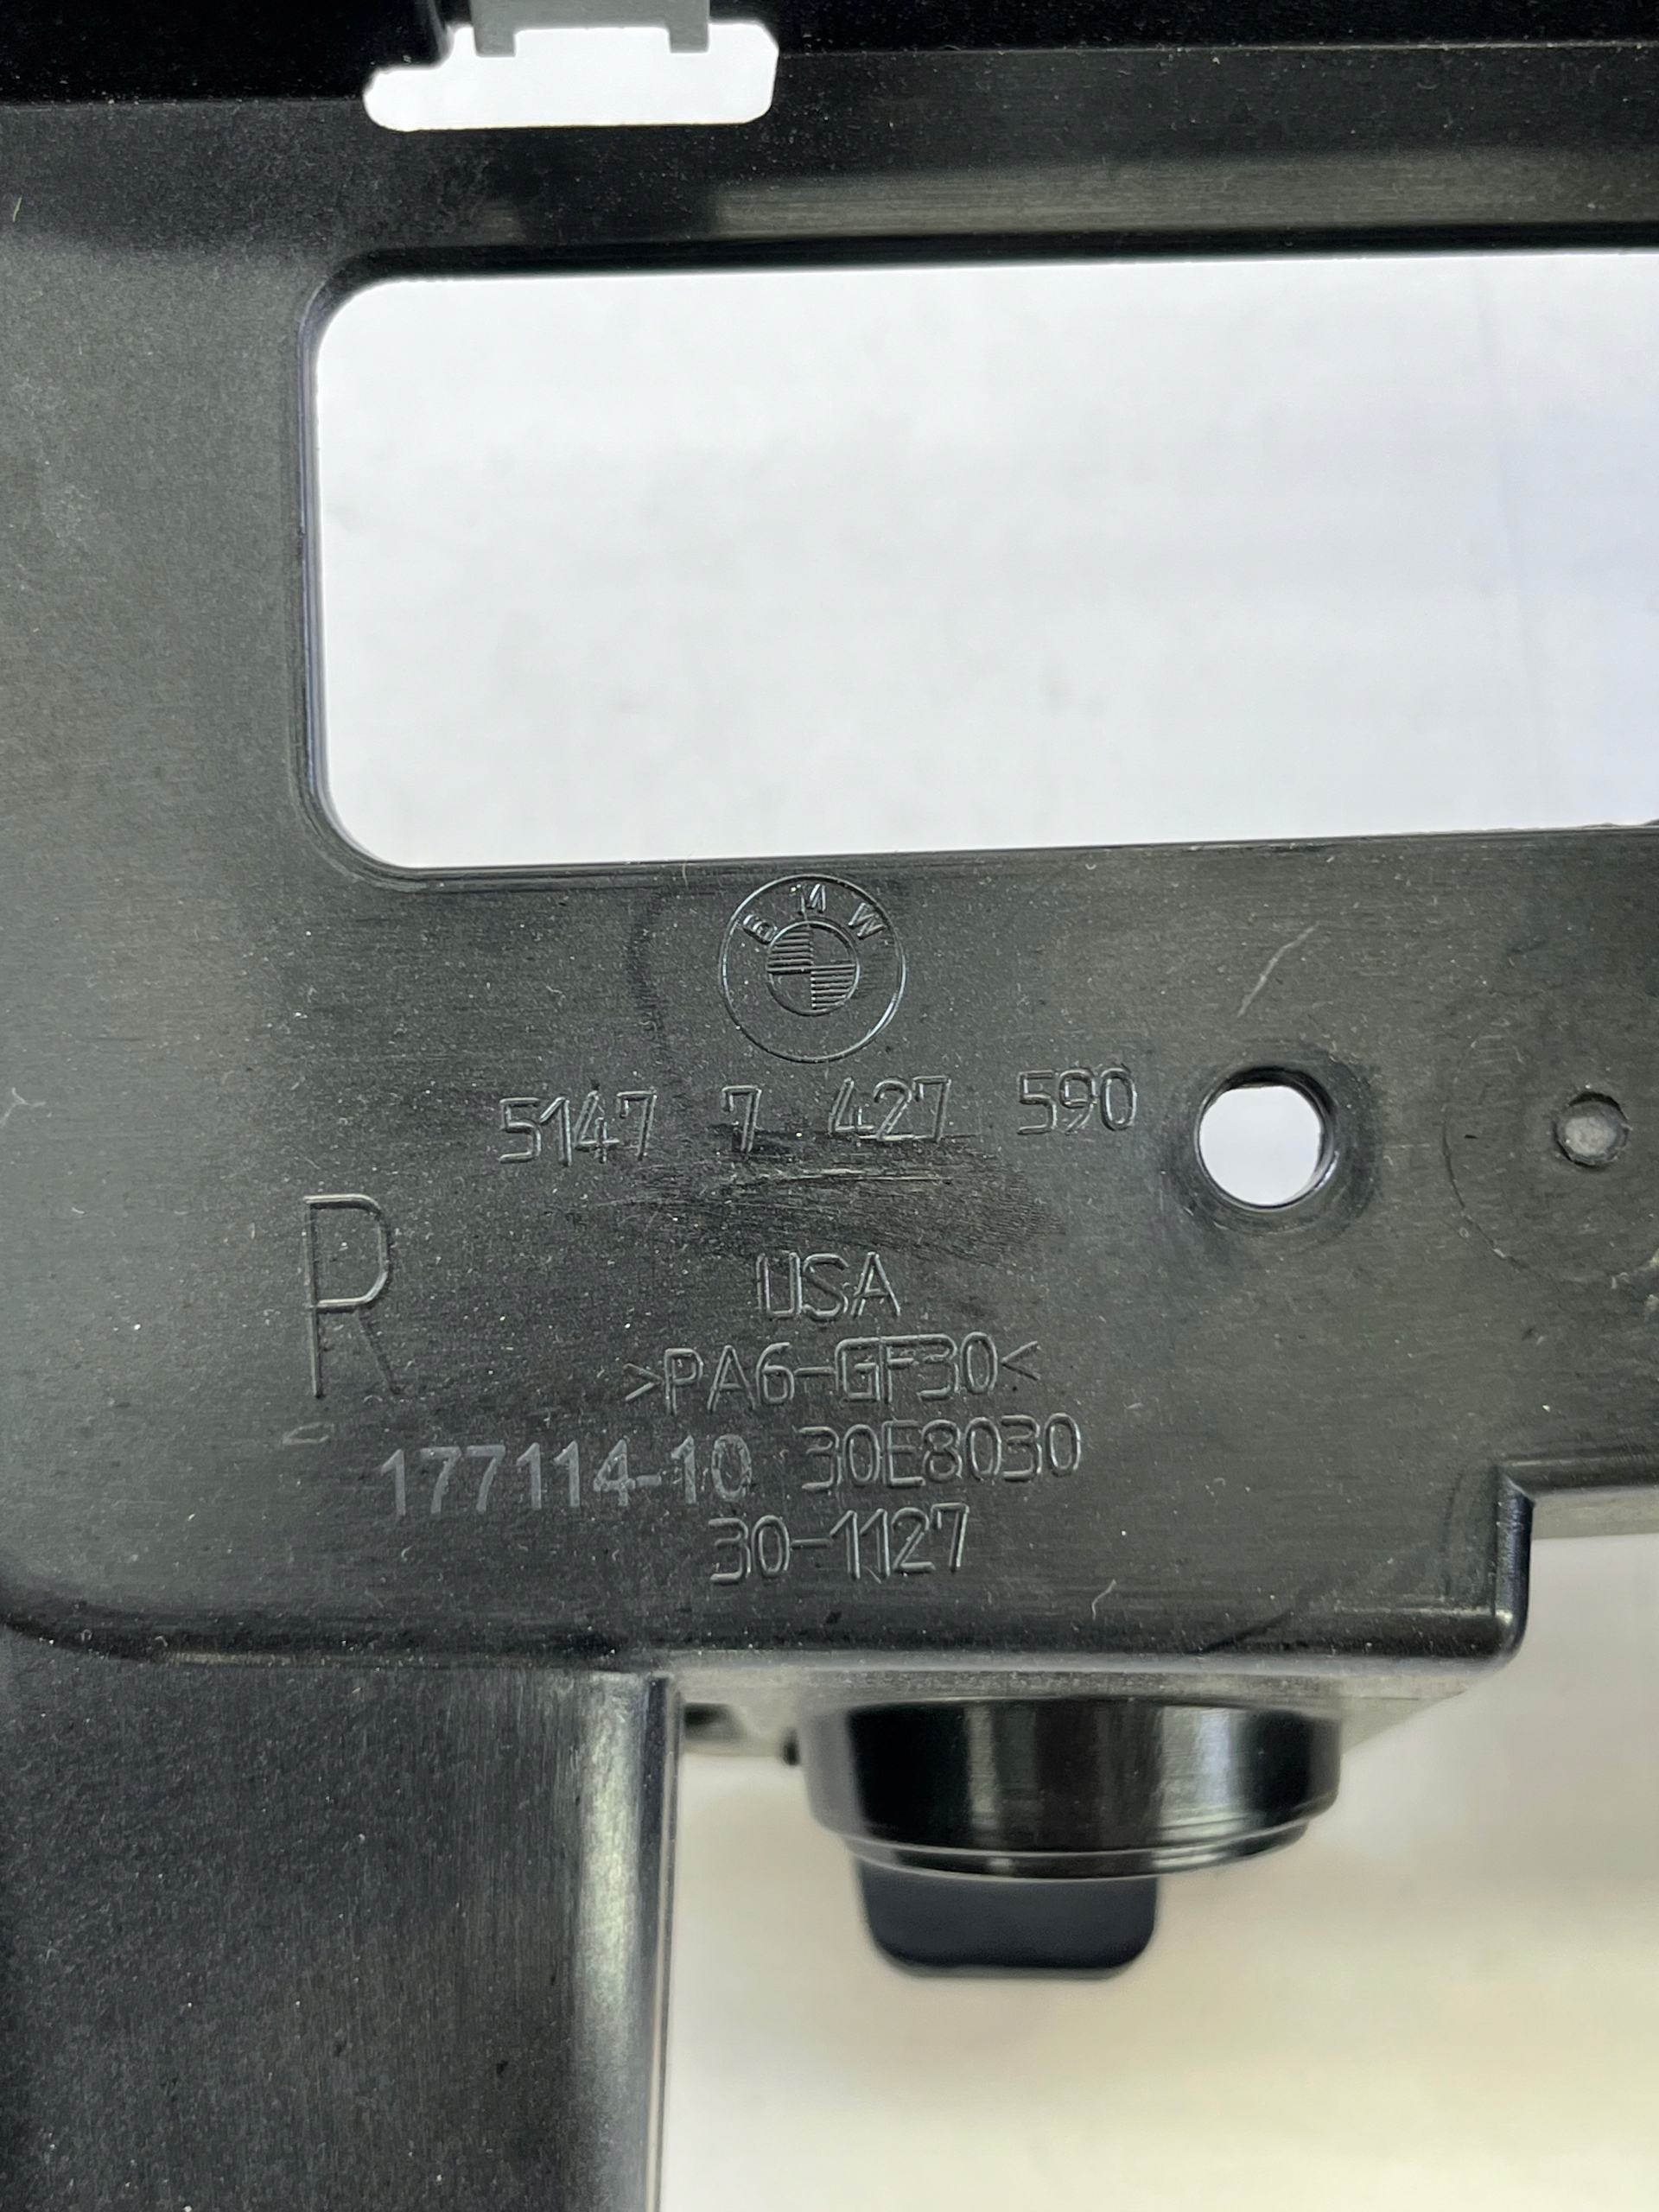 BMW
5147 7 427 590
R
USA
>PA6-GF30<
177114-10 30E8030
30-1127